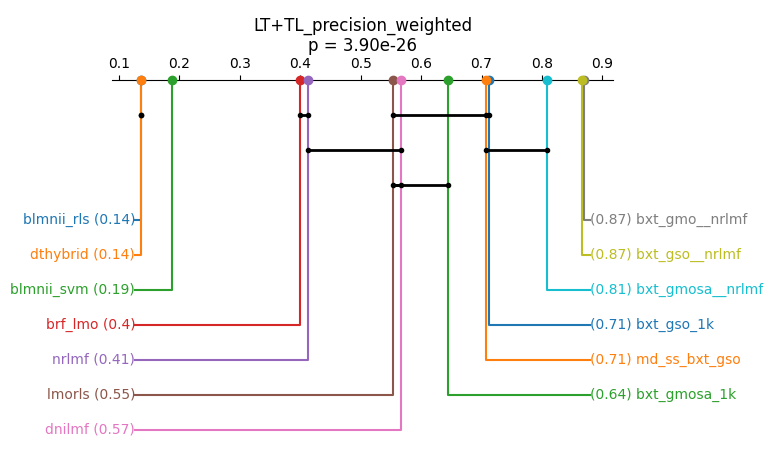 LT+TL_precision_weighted
p = 3.90e-26
0.1 0.2 0.3 0.4 0.5 0.6 0.7 0.8 0.9
blmnii_rls (0.14) (0.87) bxt_gmo__nrlmf
dthybrid (0.14) (0.87) bxt_gso__nrlmf
blmnii_svm (0.19) (0.81) bxt_gmosa__nrlmf
brf_lmo (0.4) (0.71) bxt_gso_1k
nrlmf (0.41) (0.71) md_ss_bxt_gso
lmorls (0.55) (0.64) bxt_gmosa_1k
dnilmf (0.57)